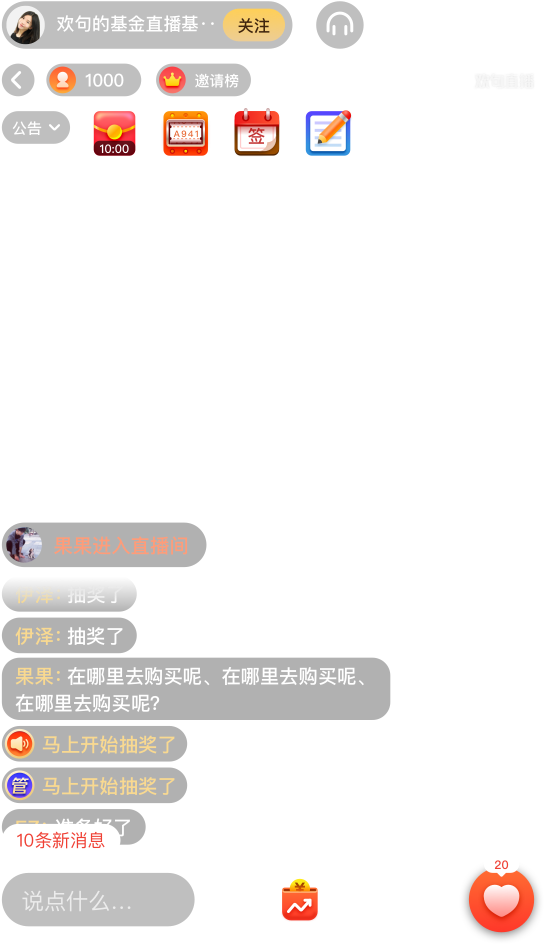 欢句的基金直播基··
关注
1000
邀请榜
欢句直播
公告
10:00
A941
签
果果进入直播间
伊泽: 抽奖了
伊泽: 抽奖了
果果: 在哪里去购买呢、在哪里去购买呢、
在哪里去购买呢?
马上开始抽奖了
管 马上开始抽奖了
准备好了
10条新消息
说点什么...
¥
20